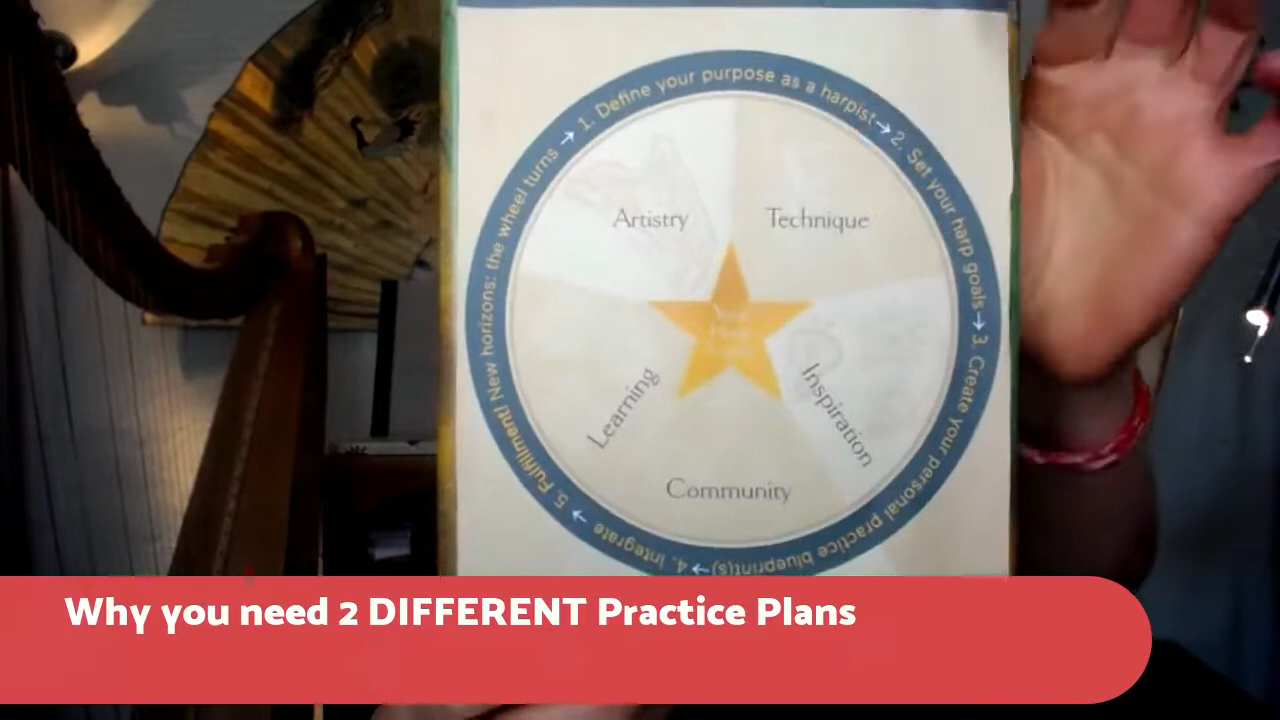 1. Define your purpose as a harpist → 2. Set your harp goals → 3. Create your personal practice blueprint(s) → 4. Integrate → 5. Fulfillment! New horizons: the wheel turns →
Artistry
Technique
Learning
Inspiration
Community
Why you need 2 DIFFERENT Practice Plans